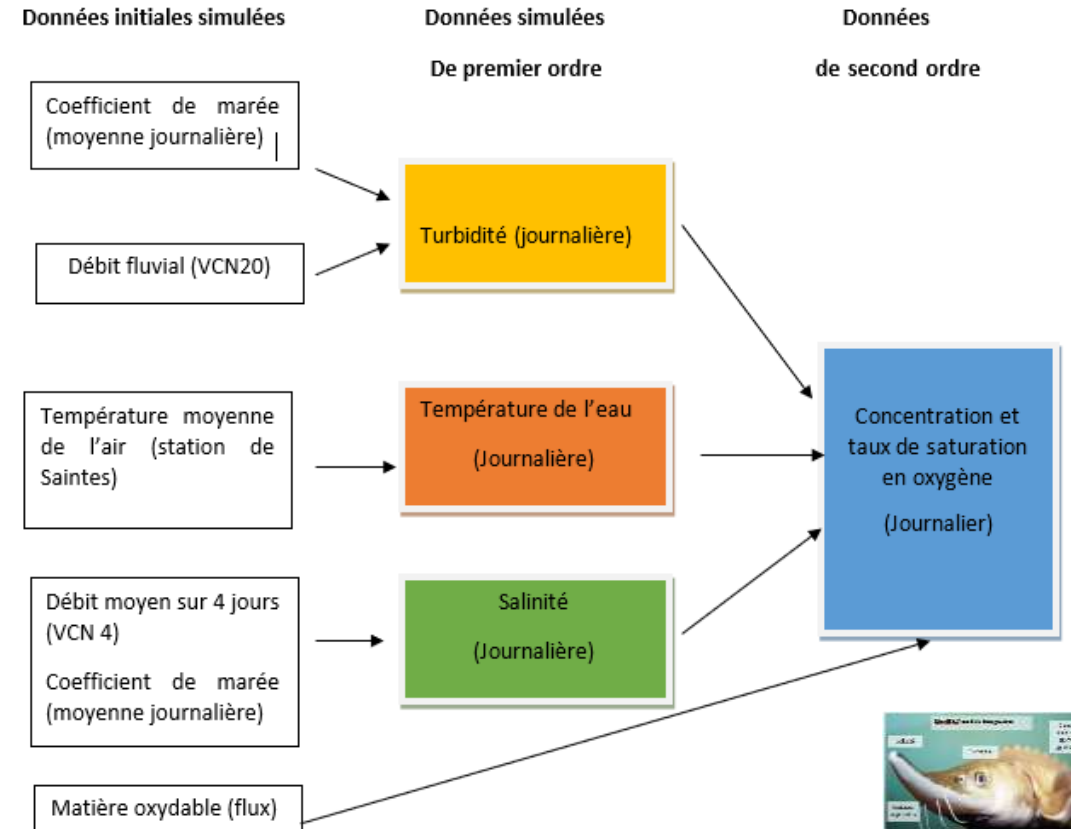 Données initiales simulées
Données simulées
De premier ordre
Données
de second ordre
Coefficient de marée
(moyenne journalière)
Débit fluvial (VCN20)
Température moyenne
de l'air (station de
Saintes)
Débit moyen sur 4 jours
(VCN 4)
Coefficient de marée
(moyenne journalière)
Matière oxydable (flux)
Turbidité (journalière)
Température de l'eau
(Journalière)
Salinité
(Journalière)
Concentration et
taux de saturation
en oxygène
(Journalier)